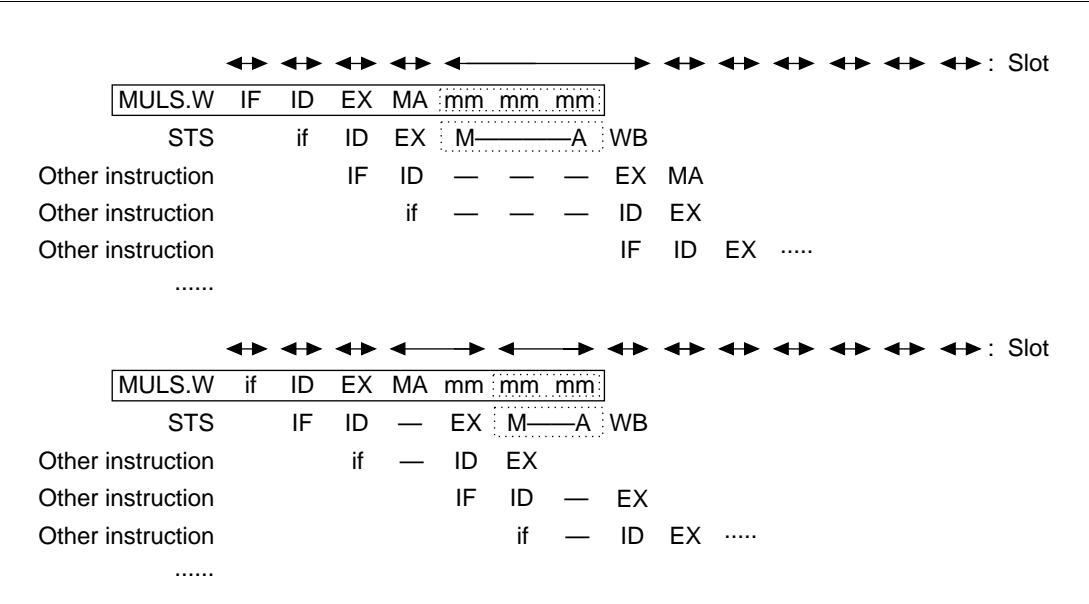 : Slot
MULS.W IF ID EX MA mm mm mm
STS if ID EX M———A WB
Other instruction IF ID — — — EX MA
Other instruction if — — — ID EX
Other instruction IF ID EX .....
......
: Slot
MULS.W if ID EX MA mm mm mm
STS IF ID — EX M——A WB
Other instruction if — ID EX
Other instruction IF ID — EX
Other instruction if — ID EX .....
......